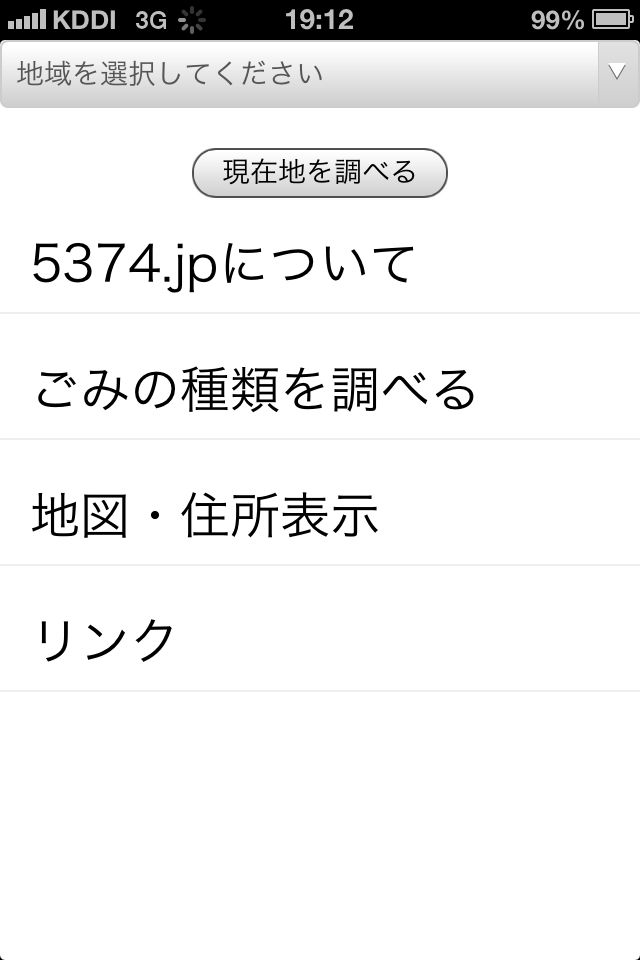 KDDI 3G 19:12 99%
地域を選択してください
現在地を調べる
5374.jpについて
ごみの種類を調べる
地図・住所表示
リンク